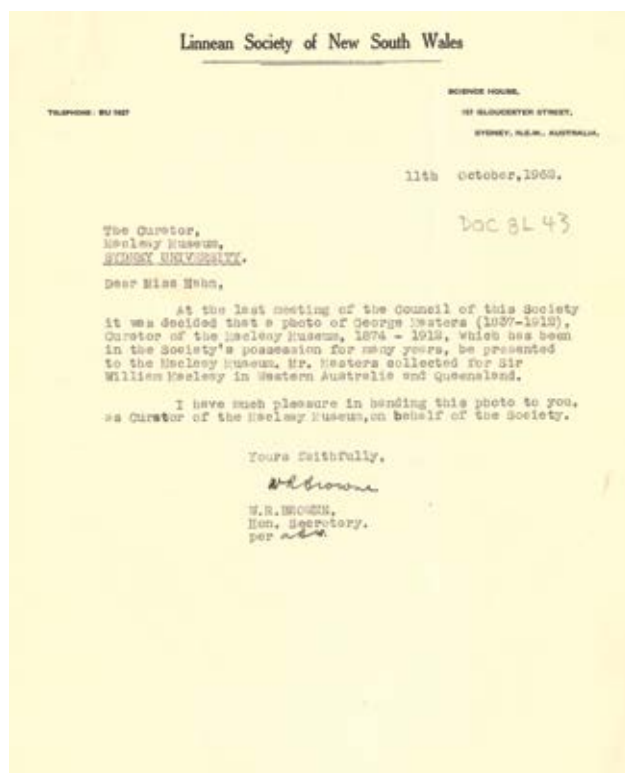 Linnean Society of New South Wales
SCIENCE HOUSE,
TELEPHONE: BU 1627
157 GLOUCESTER STREET,
SYDNEY, N.S.W., AUSTRALIA.
11th October, 1962.
DOC BL 43
The Curator,
Macleay Museum,
SYDNEY UNIVERSITY.
Dear Miss Hahn,
At the last meeting of the Council of this Society
it was decided that a photo of George Masters (1837-1912),
Curator of the Macleay Museum, 1874 - 1912, which has been
in the Society's possession for many years, be presented
to the Macleay Museum. Mr. Masters collected for Sir
William Macleay in Western Australia and Queensland.
I have much pleasure in handing this photo to you,
as Curator of the Macleay Museum, on behalf of the Society.
Yours faithfully,
WRBrowne
W.R.BROWNE,
Hon. Secretary.
per